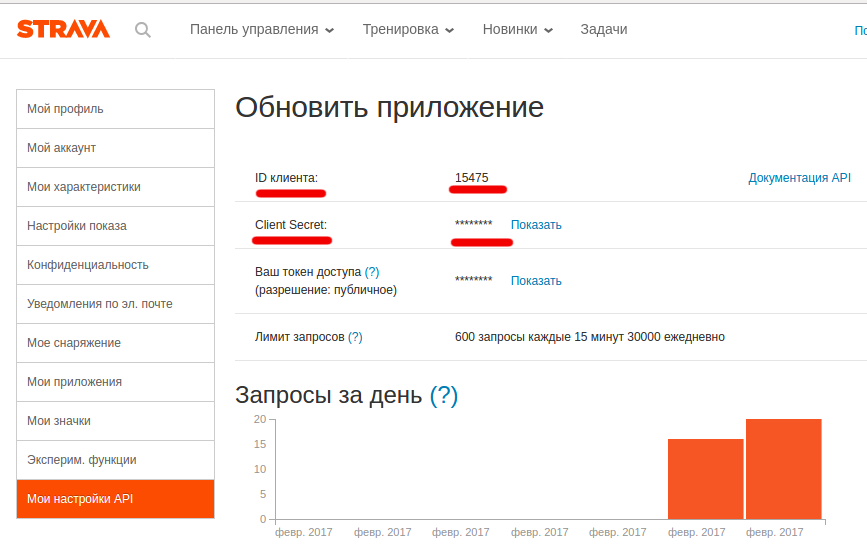 STRAVA
Панель управления
Тренировка
Новинки
Задачи
По
Мой профиль
Мой аккаунт
Мои характеристики
Настройки показа
Конфиденциальность
Уведомления по эл. почте
Мое снаряжение
Мои приложения
Мои значки
Эксперим. функции
Мои настройки API
Обновить приложение
ID клиента:
15475
Документация API
Client Secret:
********
Показать
Ваш токен доступа (?)
(разрешение: публичное)
********
Показать
Лимит запросов (?)
600 запросы каждые 15 минут 30000 ежедневно
Запросы за день (?)
20
15
10
5
0
февр. 2017
февр. 2017
февр. 2017
февр. 2017
февр. 2017
февр. 2017
февр. 2017